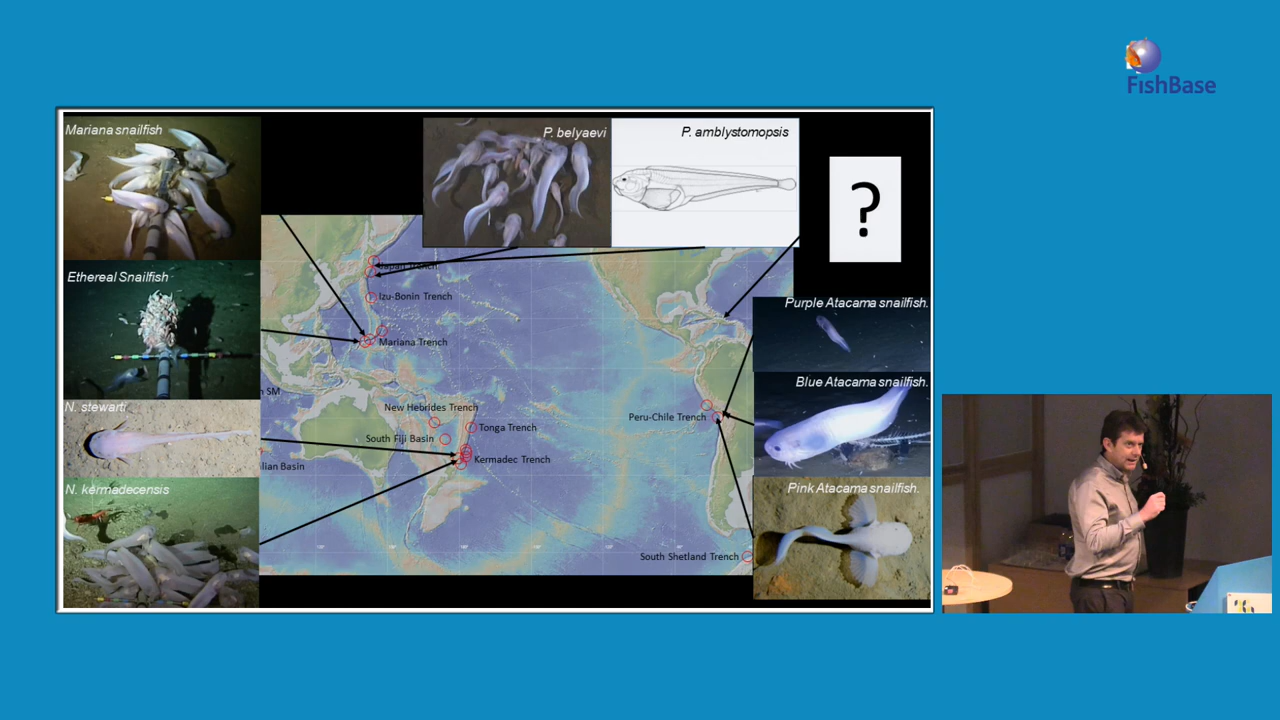 FishBase
Mariana snailfish
P. belyaevi
P. amblystomopsis
?
Ethereal Snailfish
Japan Trench
Izu-Bonin Trench
Purple Atacama snailfish.
Mariana Trench
Blue Atacama snailfish.
n SM
N. stewarti
New Hebrides Trench
Peru-Chile Trench
Tonga Trench
South Fiji Basin
Kermadec Trench
lian Basin
N. kermadecensis
Pink Atacama snailfish.
South Shetland Trench